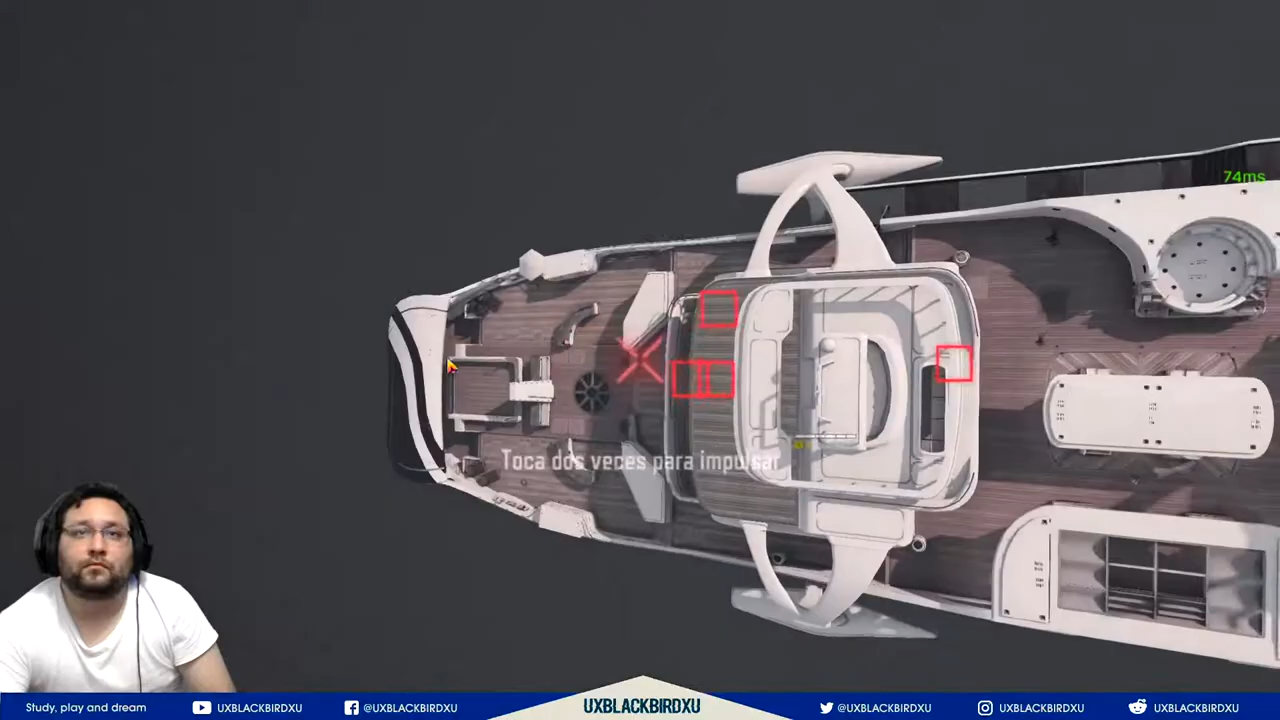 74ms
Toca dos veces para impulsar
Study, play and dream
UXBLACKBIRDXU
@UXBLACKBIRDXU
UXBLACKBIRDXU
@UXBLACKBIRDXU
UXBLACKBIRDXU
UXBLACKBIRDXU